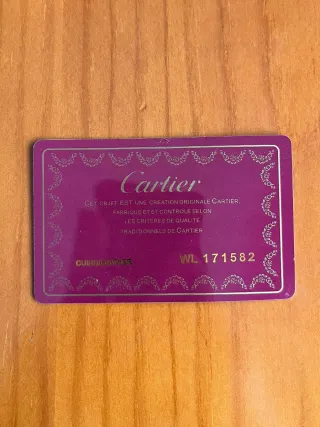 Cartier
CET OBJET EST UNE CRÉATION ORIGINALE CARTIER,
FABRIQUÉ ET CONTRÔLÉ SELON
LES CRITÈRES DE QUALITÉ
TRADITIONNELS DE CARTIER
WL 171582